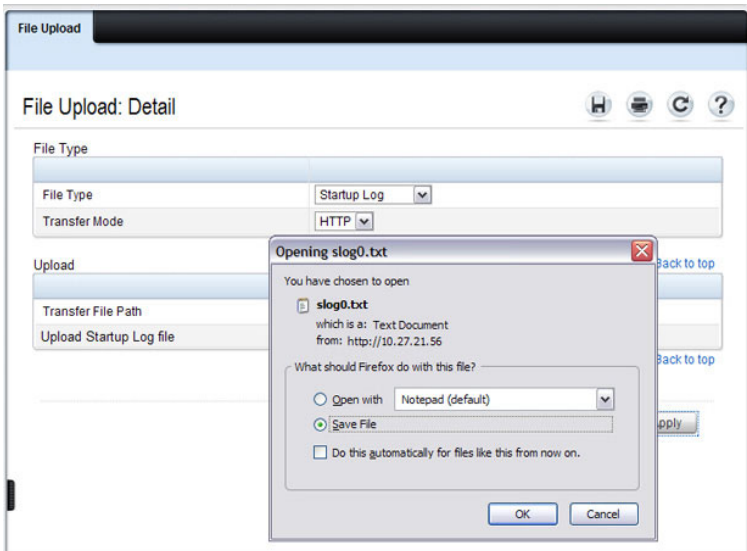 File Upload
File Upload: Detail
File Type
File Type Startup Log
Transfer Mode HTTP
Opening slog0.txt
Upload Back to top
You have chosen to open
slog0.txt
Transfer File Path
which is a: Text Document
Upload Startup Log file
from: http://10.27.21.56
Back to top
What should Firefox do with this file?
Open with Notepad (default)
Save File
pply
Do this automatically for files like this from now on.
OK Cancel